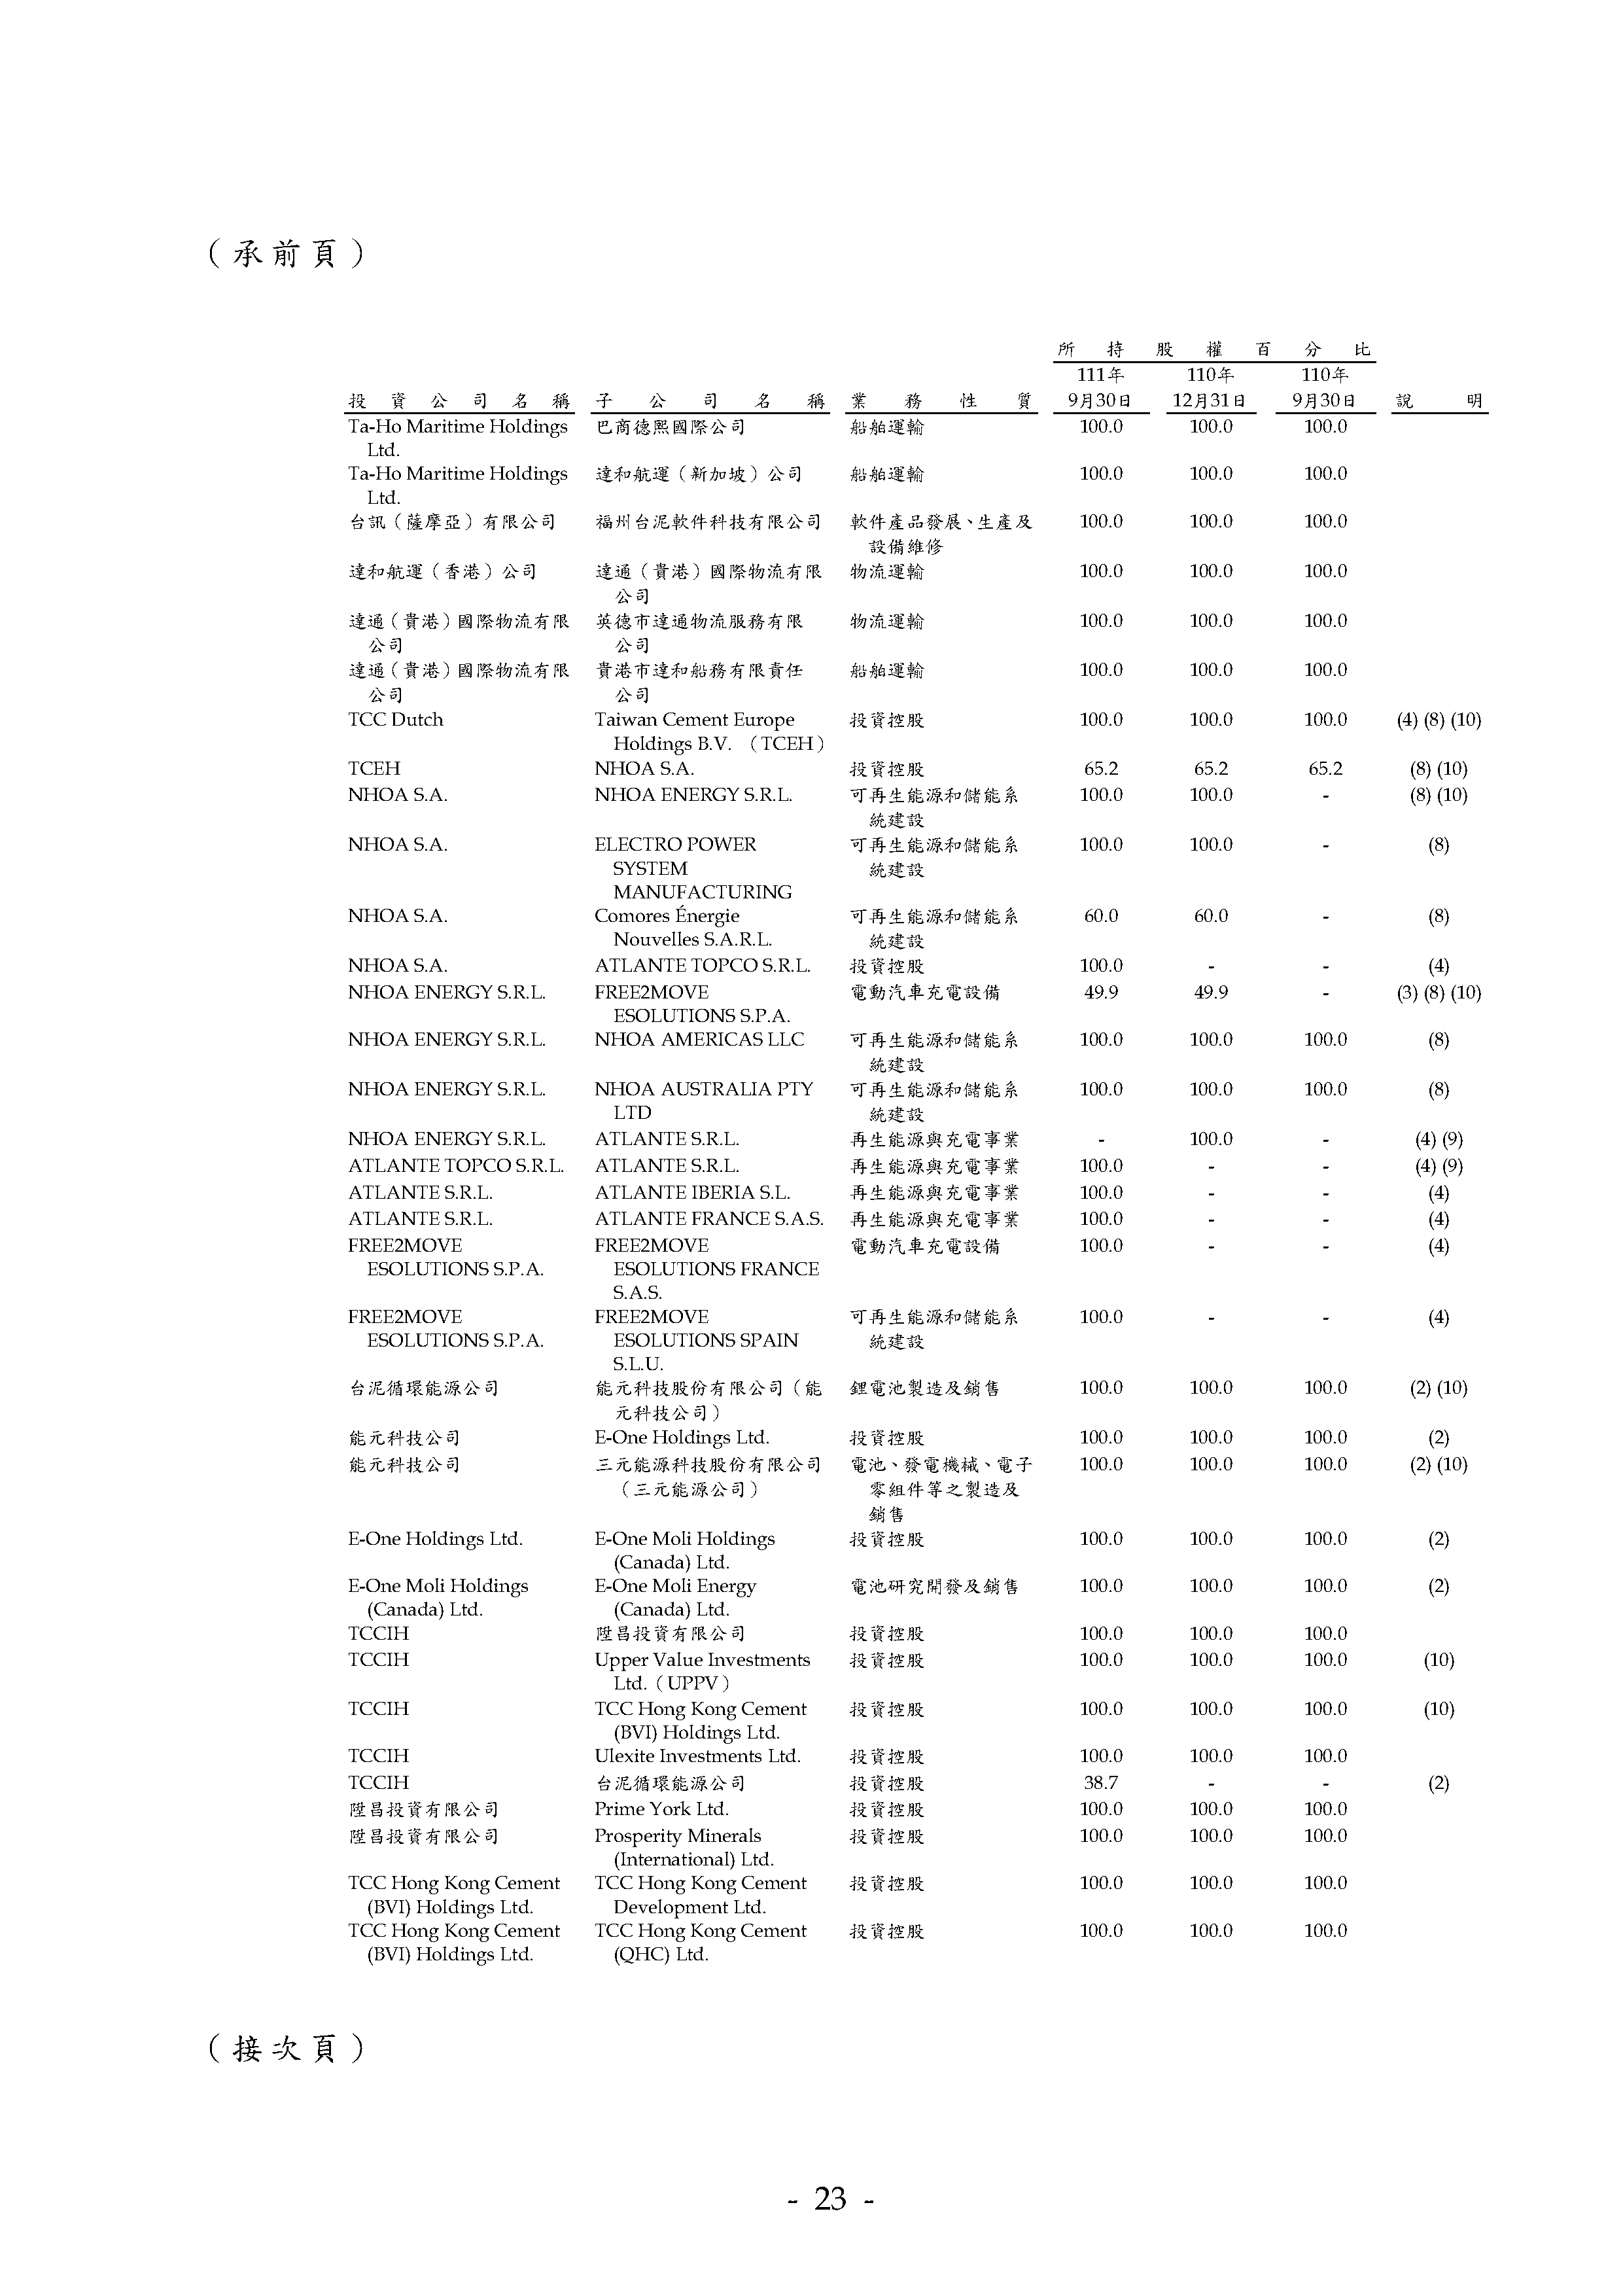 （承前頁）
所持股權百分比
111年 110年 110年
投資公司名稱 子公司名稱 業務性質 9月30日 12月31日 9月30日 說明
Ta-Ho Maritime Holdings 巴商德熙國際公司 船舶運輸 100.0 100.0 100.0
Ltd.
Ta-Ho Maritime Holdings 達和航運（新加坡）公司 船舶運輸 100.0 100.0 100.0
Ltd.
台訊（薩摩亞）有限公司 福州台泥軟件科技有限公司 軟件產品發展、生產及 100.0 100.0 100.0
設備維修
達和航運（香港）公司 達通（貴港）國際物流有限 物流運輸 100.0 100.0 100.0
公司
達通（貴港）國際物流有限 英德市達通物流服務有限 物流運輸 100.0 100.0 100.0
公司 公司
達通（貴港）國際物流有限 貴港市達和船務有限責任 船舶運輸 100.0 100.0 100.0
公司 公司
TCC Dutch Taiwan Cement Europe 投資控股 100.0 100.0 100.0 (4) (8) (10)
Holdings B.V. （TCEH）
TCEH NHOA S.A. 投資控股 65.2 65.2 65.2 (8) (10)
NHOA S.A. NHOA ENERGY S.R.L. 可再生能源和儲能系 100.0 100.0 - (8) (10)
統建設
NHOA S.A. ELECTRO POWER 可再生能源和儲能系 100.0 100.0 - (8)
SYSTEM 統建設
MANUFACTURING
NHOA S.A. Comores Énergie 可再生能源和儲能系 60.0 60.0 - (8)
Nouvelles S.A.R.L. 統建設
NHOA S.A. ATLANTE TOPCO S.R.L. 投資控股 100.0 - - (4)
NHOA ENERGY S.R.L. FREE2MOVE 電動汽車充電設備 49.9 49.9 - (3) (8) (10)
ESOLUTIONS S.P.A.
NHOA ENERGY S.R.L. NHOA AMERICAS LLC 可再生能源和儲能系 100.0 100.0 100.0 (8)
統建設
NHOA ENERGY S.R.L. NHOA AUSTRALIA PTY 可再生能源和儲能系 100.0 100.0 100.0 (8)
LTD 統建設
NHOA ENERGY S.R.L. ATLANTE S.R.L. 再生能源與充電事業 - 100.0 - (4) (9)
ATLANTE TOPCO S.R.L. ATLANTE S.R.L. 再生能源與充電事業 100.0 - - (4) (9)
ATLANTE S.R.L. ATLANTE IBERIA S.L. 再生能源與充電事業 100.0 - - (4)
ATLANTE S.R.L. ATLANTE FRANCE S.A.S. 再生能源與充電事業 100.0 - - (4)
FREE2MOVE FREE2MOVE 電動汽車充電設備 100.0 - - (4)
ESOLUTIONS S.P.A. ESOLUTIONS FRANCE
S.A.S.
FREE2MOVE FREE2MOVE 可再生能源和儲能系 100.0 - - (4)
ESOLUTIONS S.P.A. ESOLUTIONS SPAIN 統建設
S.L.U.
台泥循環能源公司 能元科技股份有限公司（能 鋰電池製造及銷售 100.0 100.0 100.0 (2) (10)
元科技公司）
能元科技公司 E-One Holdings Ltd. 投資控股 100.0 100.0 100.0 (2)
能元科技公司 三元能源科技股份有限公司 電池、發電機械、電子 100.0 100.0 100.0 (2) (10)
（三元能源公司） 零組件等之製造及
銷售
E-One Holdings Ltd. E-One Moli Holdings 投資控股 100.0 100.0 100.0 (2)
(Canada) Ltd.
E-One Moli Holdings E-One Moli Energy 電池研究開發及銷售 100.0 100.0 100.0 (2)
(Canada) Ltd. (Canada) Ltd.
TCCIH 陞昌投資有限公司 投資控股 100.0 100.0 100.0
TCCIH Upper Value Investments 投資控股 100.0 100.0 100.0 (10)
Ltd.（UPPV）
TCCIH TCC Hong Kong Cement 投資控股 100.0 100.0 100.0 (10)
(BVI) Holdings Ltd.
TCCIH Ulexite Investments Ltd. 投資控股 100.0 100.0 100.0
TCCIH 台泥循環能源公司 投資控股 38.7 - - (2)
陞昌投資有限公司 Prime York Ltd. 投資控股 100.0 100.0 100.0
陞昌投資有限公司 Prosperity Minerals 投資控股 100.0 100.0 100.0
(International) Ltd.
TCC Hong Kong Cement TCC Hong Kong Cement 投資控股 100.0 100.0 100.0
(BVI) Holdings Ltd. Development Ltd.
TCC Hong Kong Cement TCC Hong Kong Cement 投資控股 100.0 100.0 100.0
(BVI) Holdings Ltd. (QHC) Ltd.
（接次頁）
- 23 -